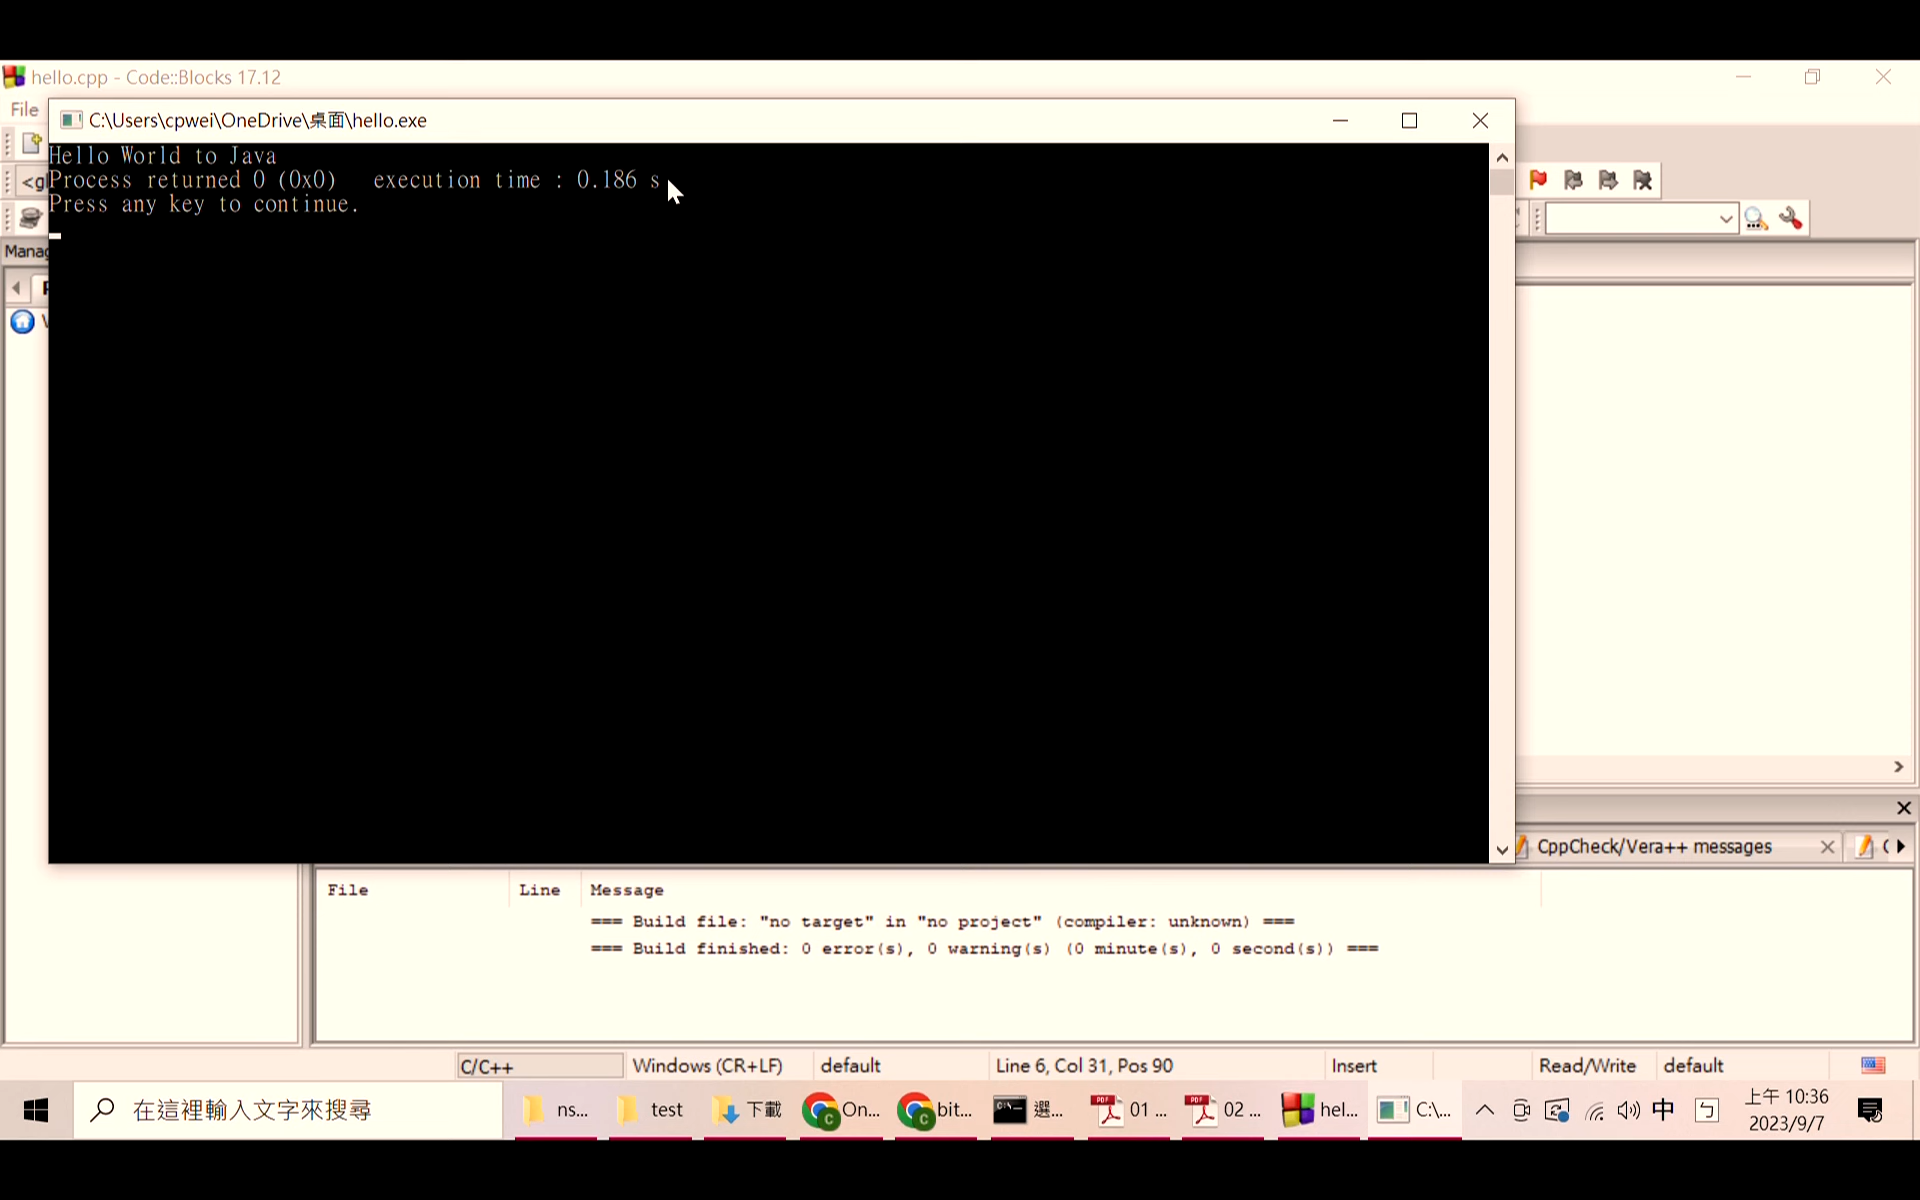 hello.cpp - Code::Blocks 17.12
File
C:\Users\cpwei\OneDrive\桌面\hello.exe
Hello World to Java
Process returned 0 (0x0)   execution time : 0.186 s
Press any key to continue.
<gl
Manag
CppCheck/Vera++ messages
File Line Message
=== Build file: "no target" in "no project" (compiler: unknown) ===
=== Build finished: 0 error(s), 0 warning(s) (0 minute(s), 0 second(s)) ===
C/C++ Windows (CR+LF) default Line 6, Col 31, Pos 90 Insert Read/Write default
在這裡輸入文字來搜尋 ns... test 下載 On... bit... 選... 01 ... 02 ... hel... C:\... 中 ㄅ 上午 10:36
2023/9/7